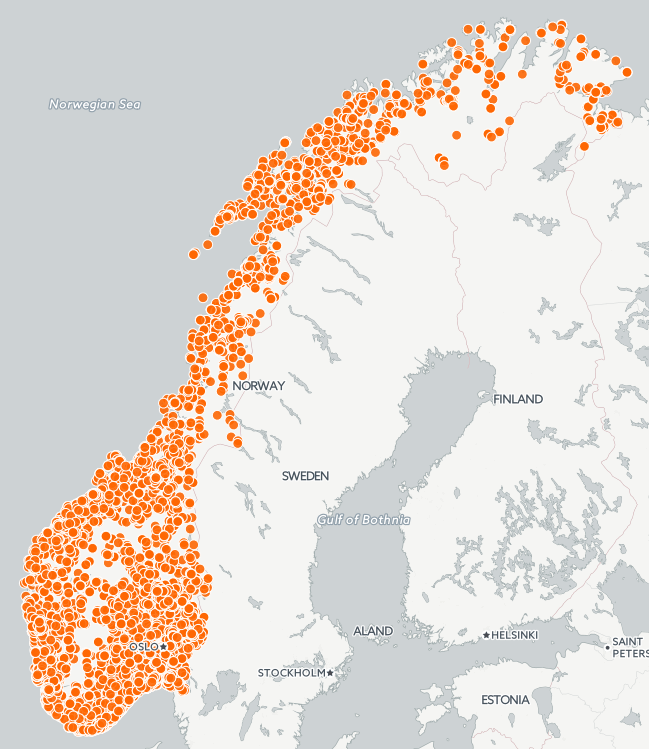 Norwegian Sea
NORWAY
FINLAND
SWEDEN
Gulf of Bothnia
ALAND
HELSINKI
OSLO
SAINT
PETERS
STOCKHOLM
ESTONIA